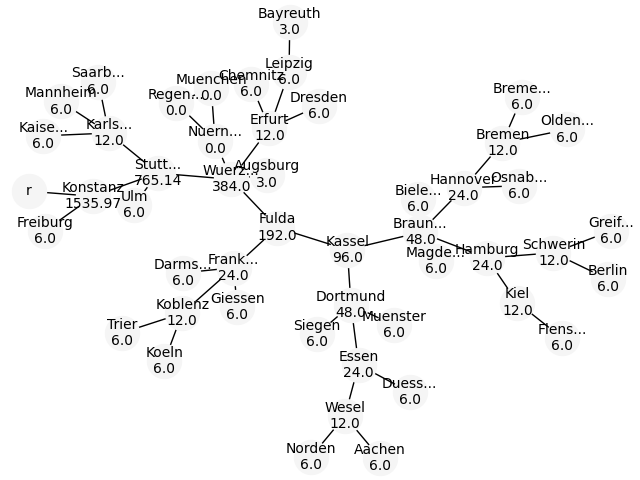 Bayreuth
3.0
Leipzig
6.0
Chemnitz
6.0
Dresden
6.0
Erfurt
12.0
Muenchen
0.0
Regen...
0.0
Nuern...
0.0
Augsburg
3.0
Wuerz...
384.0
Saarb...
6.0
Mannheim
6.0
Kaise...
6.0
Karls...
12.0
Stutt...
765.14
Ulm
6.0
r
Konstanz
1535.97
Freiburg
6.0
Fulda
192.0
Kassel
96.0
Frank...
24.0
Darms...
6.0
Giessen
6.0
Koblenz
12.0
Trier
6.0
Koeln
6.0
Dortmund
48.0
Siegen
6.0
Muenster
6.0
Essen
24.0
Duess...
6.0
Wesel
12.0
Norden
6.0
Aachen
6.0
Braun...
48.0
Biele...
6.0
Magde...
6.0
Hannover
24.0
Osnab...
6.0
Bremen
12.0
Breme...
6.0
Olden...
6.0
Hamburg
24.0
Schwerin
12.0
Greif...
6.0
Berlin
6.0
Kiel
12.0
Flens...
6.0